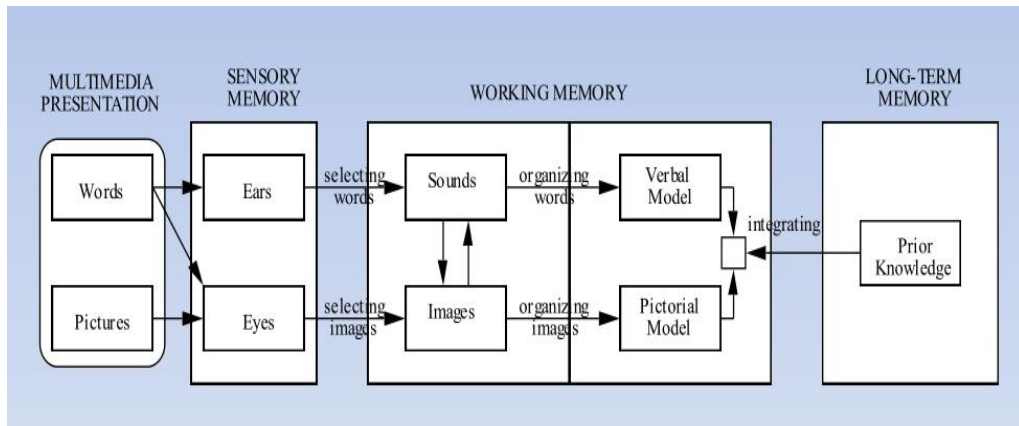 MULTIMEDIA
PRESENTATION
SENSORY
MEMORY
WORKING MEMORY
LONG-TERM
MEMORY
Words
Ears
selecting
words
Sounds
organizing
words
Verbal
Model
integrating
Prior
Knowledge
Pictures
Eyes
selecting
images
Images
organizing
images
Pictorial
Model